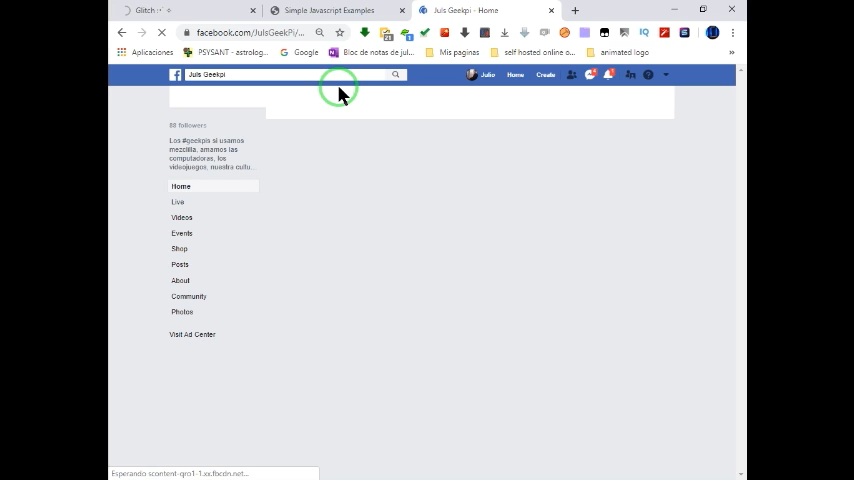 Glitch :・゚✧
Simple Javascript Examples
Juls Geekpi - Home
facebook.com/JulsGeekPi/...
Aplicaciones
PSYSANT - astrolog...
Google
Bloc de notas de jul...
Mis paginas
self hosted online o...
animated logo
»
Juls Geekpi
Julio
Home
Create
88 followers
Los #geekpis si usamos
mezclilla, amamos las
computadoras, los
videojuegos, nuestra cultu...
Home
Live
Videos
Events
Shop
Posts
About
Community
Photos
Visit Ad Center
Esperando scontent-qro1-1.xx.fbcdn.net...